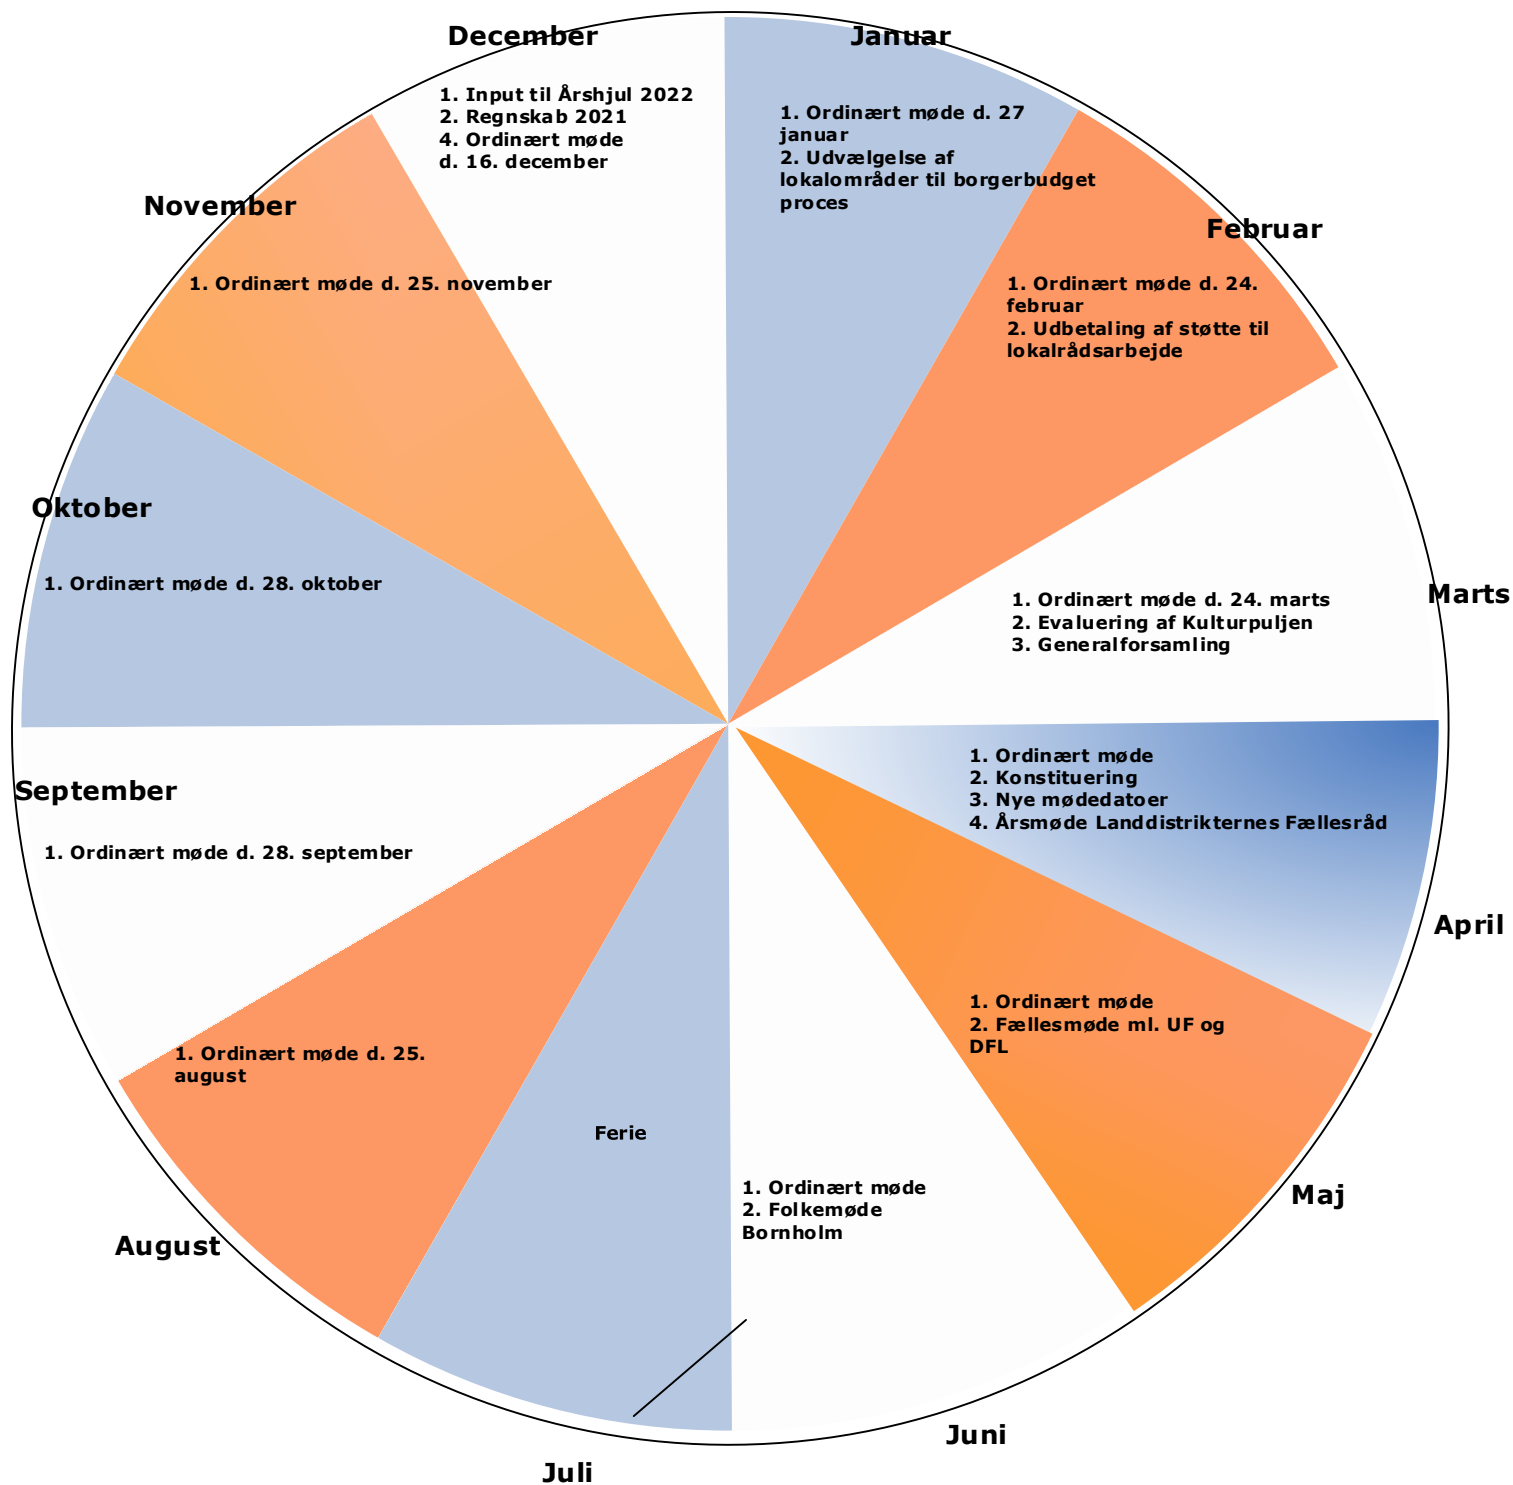 Januar
1. Ordinært møde d. 27
januar
2. Udvælgelse af
lokalområder til borgerbudget
proces
Februar
1. Ordinært møde d. 24.
februar
2. Udbetaling af støtte til
lokalrådsarbejde
Marts
1. Ordinært møde d. 24. marts
2. Evaluering af Kulturpuljen
3. Generalforsamling
April
1. Ordinært møde
2. Konstituering
3. Nye mødedatoer
4. Årsmøde Landdistrikternes Fællesråd
Maj
1. Ordinært møde
2. Fællesmøde ml. UF og
DFL
Juni
1. Ordinært møde
2. Folkemøde
Bornholm
Juli
Ferie
August
1. Ordinært møde d. 25.
august
September
1. Ordinært møde d. 28. september
Oktober
1. Ordinært møde d. 28. oktober
November
1. Ordinært møde d. 25. november
December
1. Input til Årshjul 2022
2. Regnskab 2021
4. Ordinært møde
d. 16. december